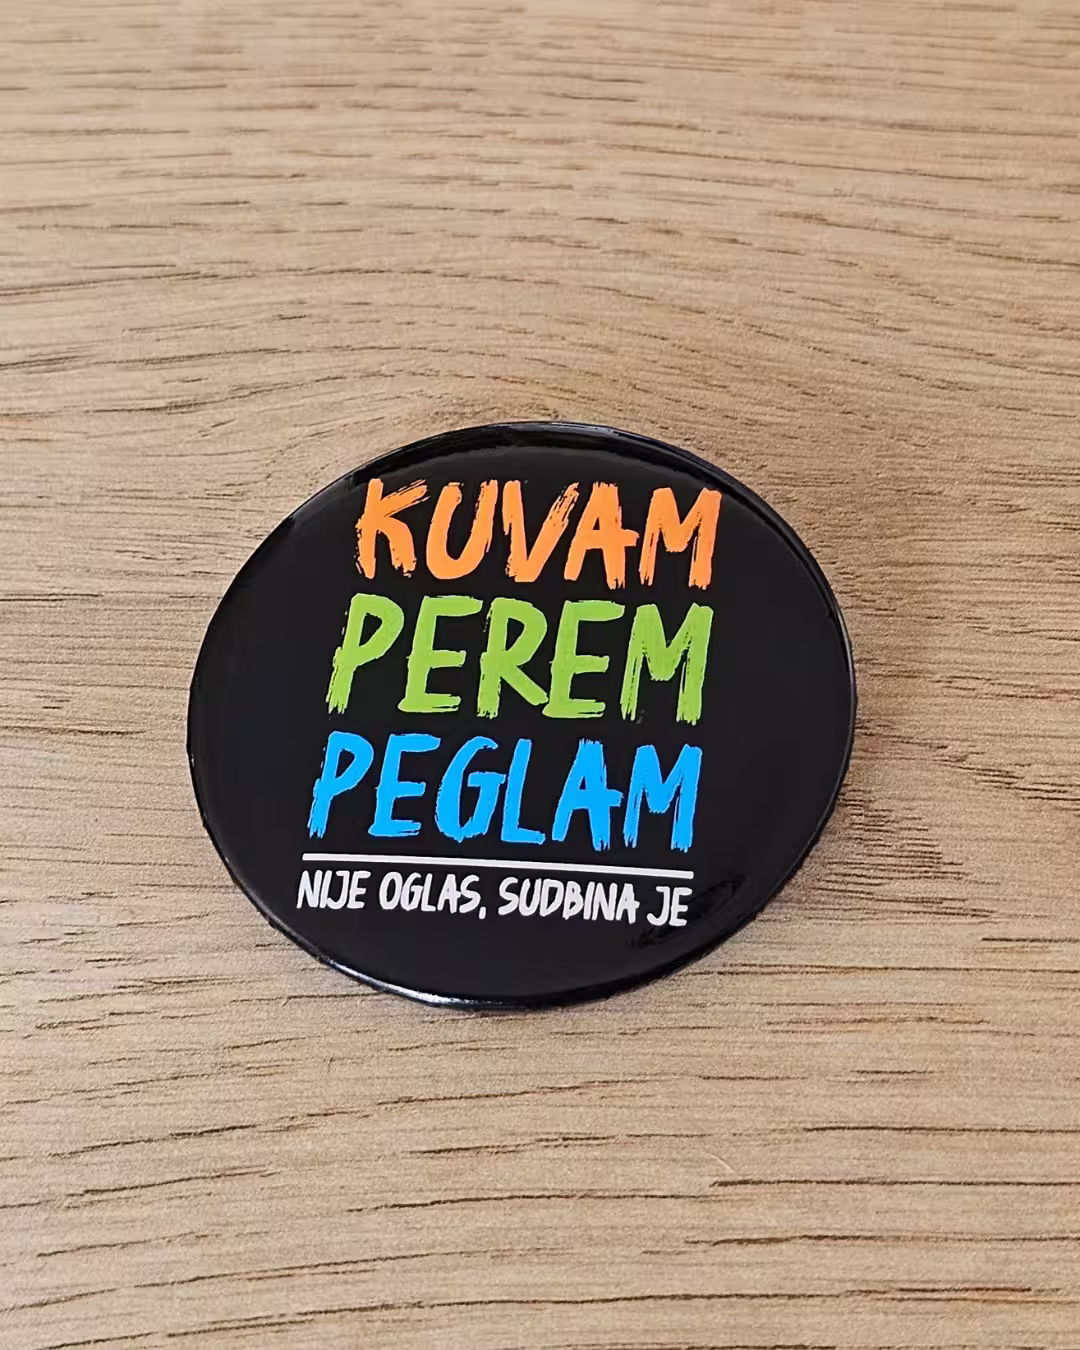 KUVAM
PEREM
PEGLAM
NIJE OGLAS, SUDBINA JE